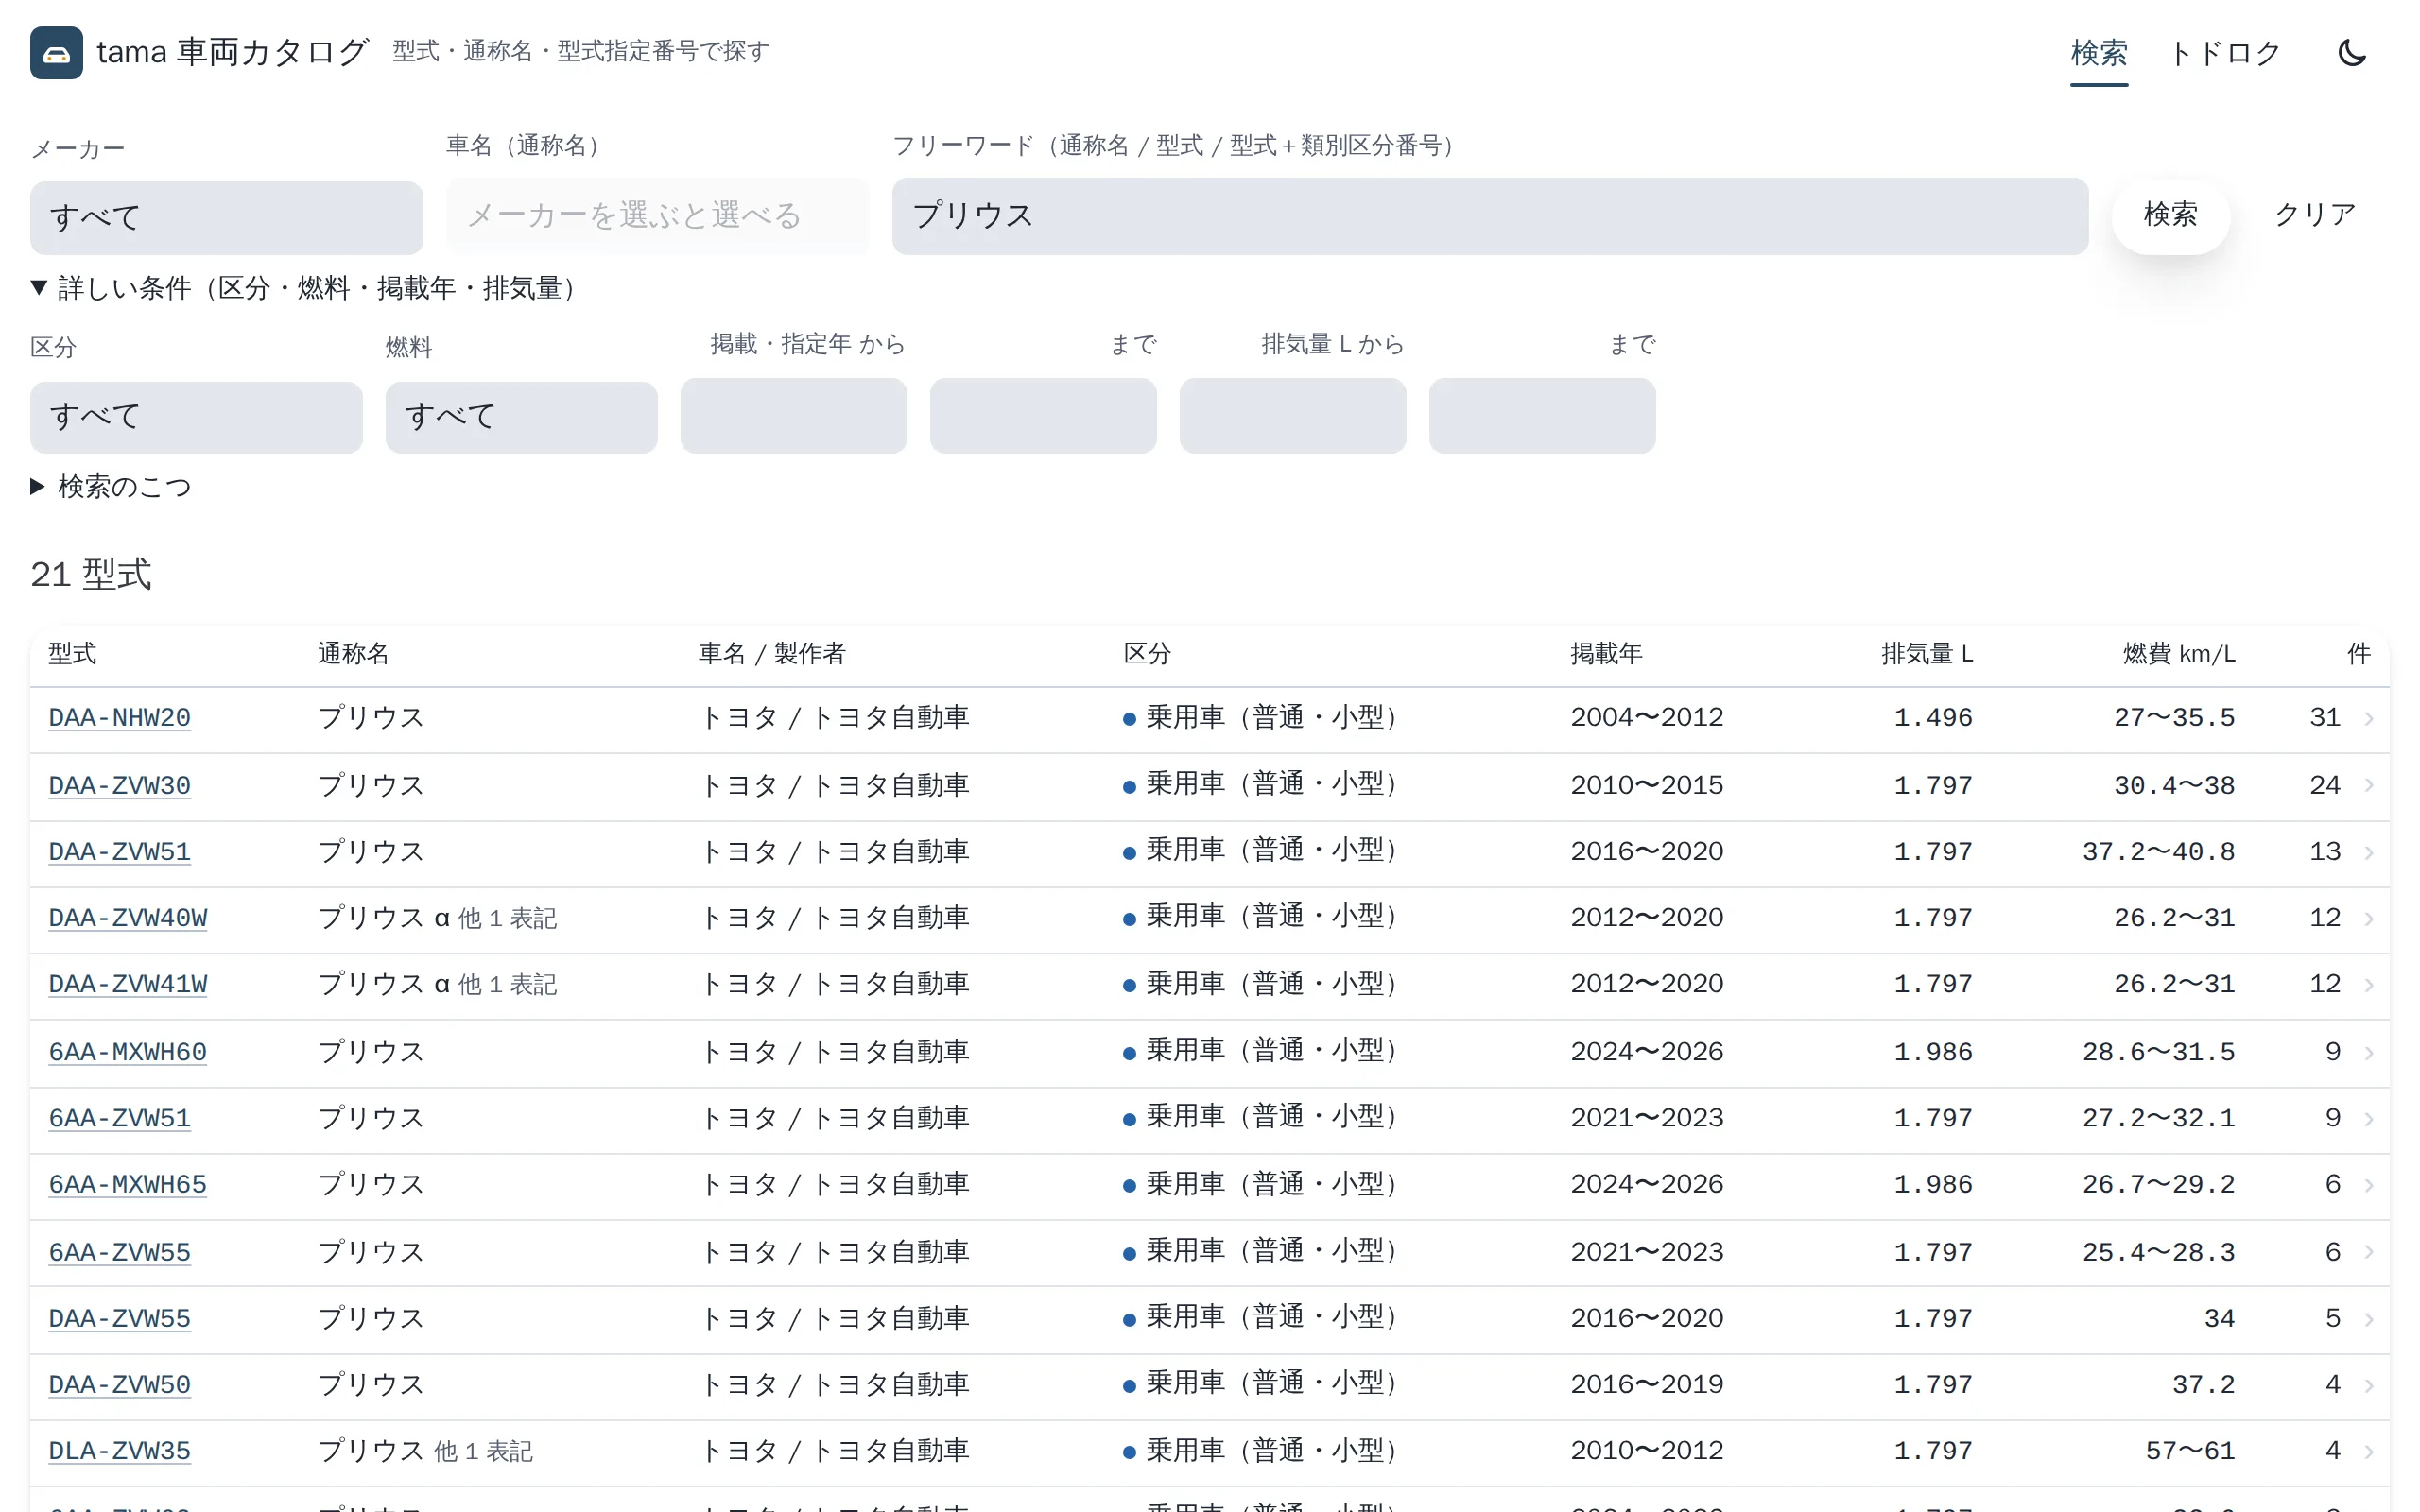 tama 車両カタログ 型式・通称名・型式指定番号で探す 検索 トドロク
メーカー 車名（通称名） フリーワード（通称名 / 型式 / 型式＋類別区分番号）
すべて メーカーを選ぶと選べる プリウス 検索 クリア
▼ 詳しい条件（区分・燃料・掲載年・排気量）
区分 燃料 掲載・指定年 から まで 排気量 L から まで
すべて すべて
▶ 検索のこつ
21 型式
型式 通称名 車名 / 製作者 区分 掲載年 排気量 L 燃費 km/L 件
DAA-NHW20 プリウス トヨタ / トヨタ自動車 乗用車（普通・小型） 2004〜2012 1.496 27〜35.5 31 ›
DAA-ZVW30 プリウス トヨタ / トヨタ自動車 乗用車（普通・小型） 2010〜2015 1.797 30.4〜38 24 ›
DAA-ZVW51 プリウス トヨタ / トヨタ自動車 乗用車（普通・小型） 2016〜2020 1.797 37.2〜40.8 13 ›
DAA-ZVW40W プリウス α 他 1 表記 トヨタ / トヨタ自動車 乗用車（普通・小型） 2012〜2020 1.797 26.2〜31 12 ›
DAA-ZVW41W プリウス α 他 1 表記 トヨタ / トヨタ自動車 乗用車（普通・小型） 2012〜2020 1.797 26.2〜31 12 ›
6AA-MXWH60 プリウス トヨタ / トヨタ自動車 乗用車（普通・小型） 2024〜2026 1.986 28.6〜31.5 9 ›
6AA-ZVW51 プリウス トヨタ / トヨタ自動車 乗用車（普通・小型） 2021〜2023 1.797 27.2〜32.1 9 ›
6AA-MXWH65 プリウス トヨタ / トヨタ自動車 乗用車（普通・小型） 2024〜2026 1.986 26.7〜29.2 6 ›
6AA-ZVW55 プリウス トヨタ / トヨタ自動車 乗用車（普通・小型） 2021〜2023 1.797 25.4〜28.3 6 ›
DAA-ZVW55 プリウス トヨタ / トヨタ自動車 乗用車（普通・小型） 2016〜2020 1.797 34 5 ›
DAA-ZVW50 プリウス トヨタ / トヨタ自動車 乗用車（普通・小型） 2016〜2019 1.797 37.2 4 ›
DLA-ZVW35 プリウス 他 1 表記 トヨタ / トヨタ自動車 乗用車（普通・小型） 2010〜2012 1.797 57〜61 4 ›